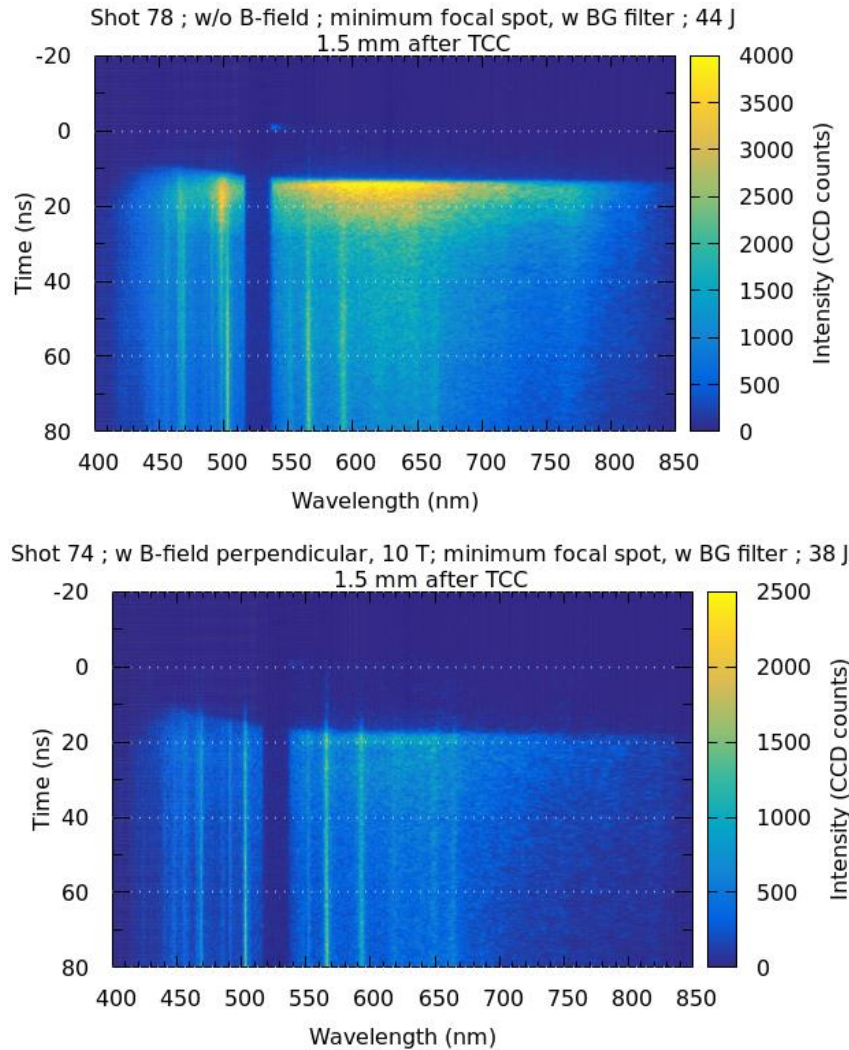 Shot 78 ; w/o B-field ; minimum focal spot, w BG filter ; 44 J
1.5 mm after TCC
-20
0
20
40
60
80
Time (ns)
400 450 500 550 600 650 700 750 800 850
Wavelength (nm)
4000
3500
3000
2500
2000
1500
1000
500
0
Intensity (CCD counts)
Shot 74 ; w B-field perpendicular, 10 T; minimum focal spot, w BG filter ; 38 J
1.5 mm after TCC
-20
0
20
40
60
80
Time (ns)
400 450 500 550 600 650 700 750 800 850
Wavelength (nm)
2500
2000
1500
1000
500
0
Intensity (CCD counts)